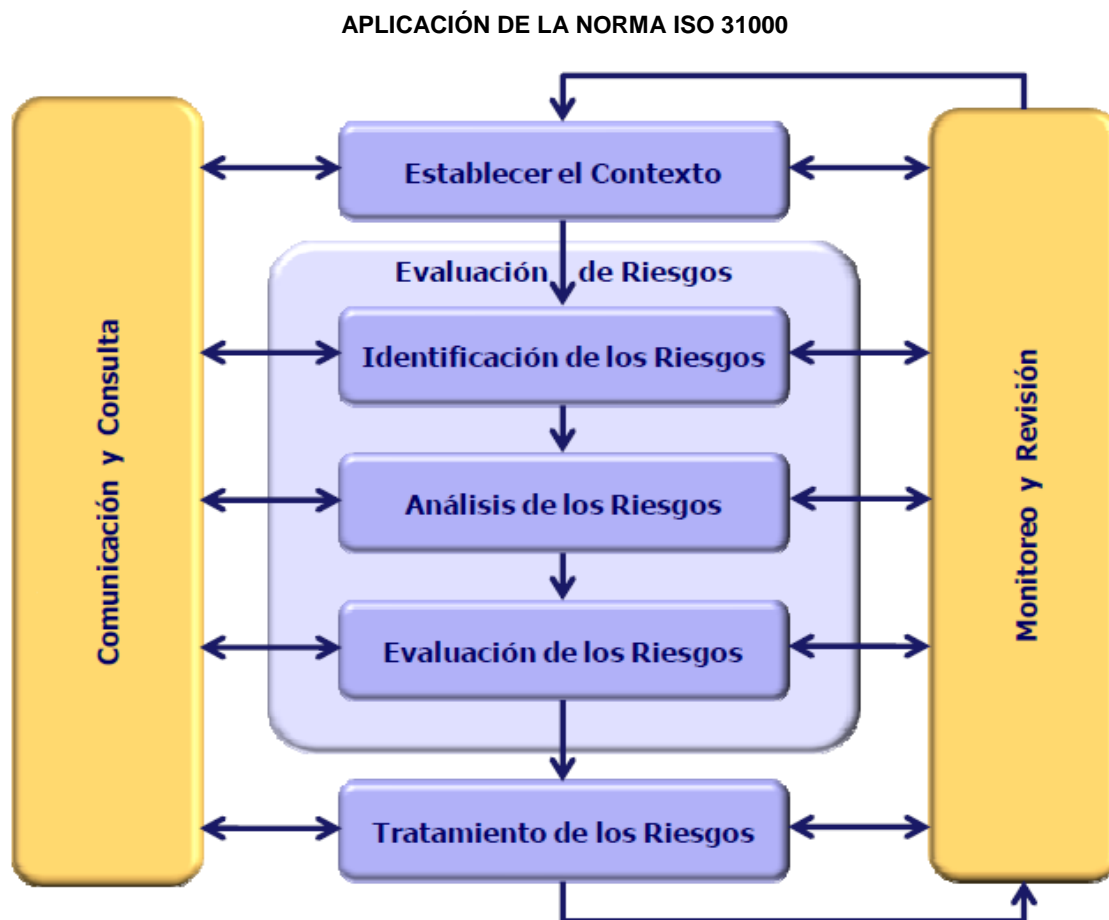 APLICACIÓN DE LA NORMA ISO 31000
Establecer el Contexto
Evaluación de Riesgos
Identificación de los Riesgos
Análisis de los Riesgos
Evaluación de los Riesgos
Tratamiento de los Riesgos
Comunicación y Consulta
Monitoreo y Revisión